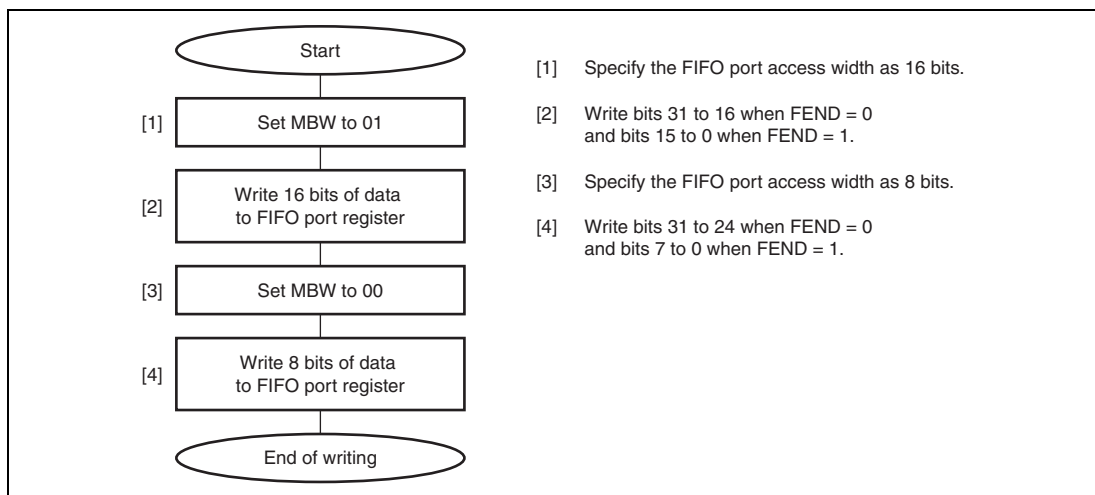 Start
[1] Set MBW to 01
[2] Write 16 bits of data
to FIFO port register
[3] Set MBW to 00
[4] Write 8 bits of data
to FIFO port register
End of writing
[1] Specify the FIFO port access width as 16 bits.
[2] Write bits 31 to 16 when FEND = 0
and bits 15 to 0 when FEND = 1.
[3] Specify the FIFO port access width as 8 bits.
[4] Write bits 31 to 24 when FEND = 0
and bits 7 to 0 when FEND = 1.